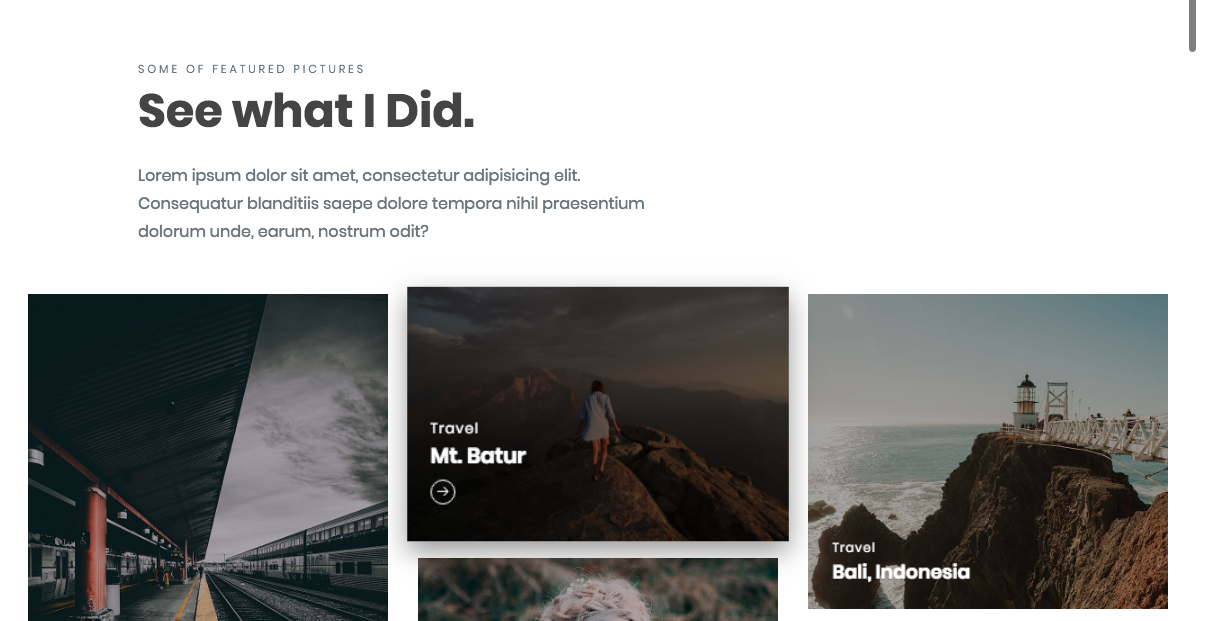 SOME OF FEATURED PICTURES
See what I Did.
Lorem ipsum dolor sit amet, consectetur adipisicing elit.
Consequatur blanditiis saepe dolore tempora nihil praesentium
dolorum unde, earum, nostrum odit?
Travel
Mt. Batur
Travel
Bali, Indonesia